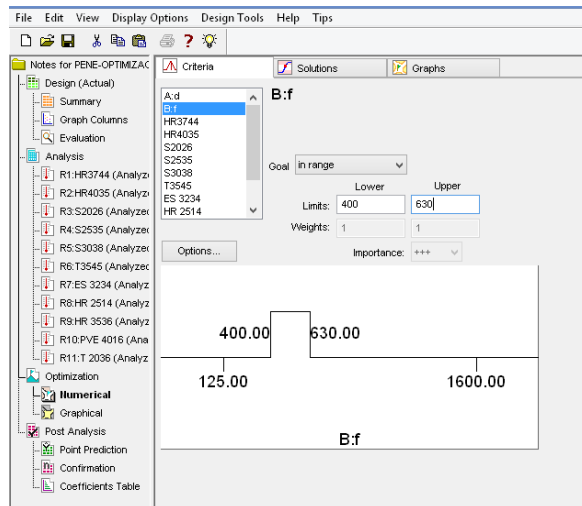 File Edit View Display Options Design Tools Help Tips
Notes for PENE-OPTIMIZAC
Design (Actual)
Summary
Graph Columns
Evaluation
Analysis
R1:HR3744 (Analyze
R2:HR4035 (Analyze
R3:S2026 (Analyzed
R4:S2535 (Analyzed
R5:S3038 (Analyzed
R6:T3545 (Analyzed
R7:ES 3234 (Analyz
R8:HR 2514 (Analyz
R9:HR 3536 (Analyz
R10:PVE 4016 (Ana
R11:T 2036 (Analyz
Optimization
Numerical
Graphical
Post Analysis
Point Prediction
Confirmation
Coefficients Table
Criteria
Solutions
Graphs
A:d
B:f
HR3744
HR4035
S2026
S2535
S3038
T3545
ES 3234
HR 2514
Options...
B:f
Goal in range
Lower Upper
Limits: 400 630
Weights: 1 1
Importance: +++
400.00 630.00
125.00 1600.00
B:f